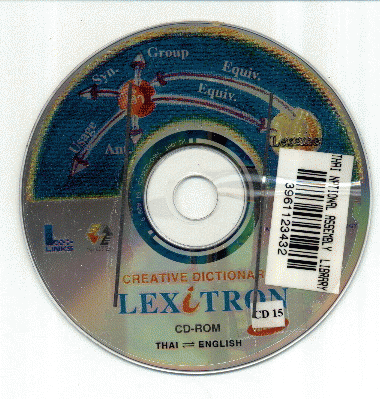 Group
Syn.
Equiv.
Equiv.
Usage
Ant.
Lexeme
THAI NATIONAL ASSEMBLY LIBRARY
3961123432
LINKS
CREATIVE DICTIONAR
LEXiTRON
CD 15
CD-ROM
THAI ⇌ ENGLISH